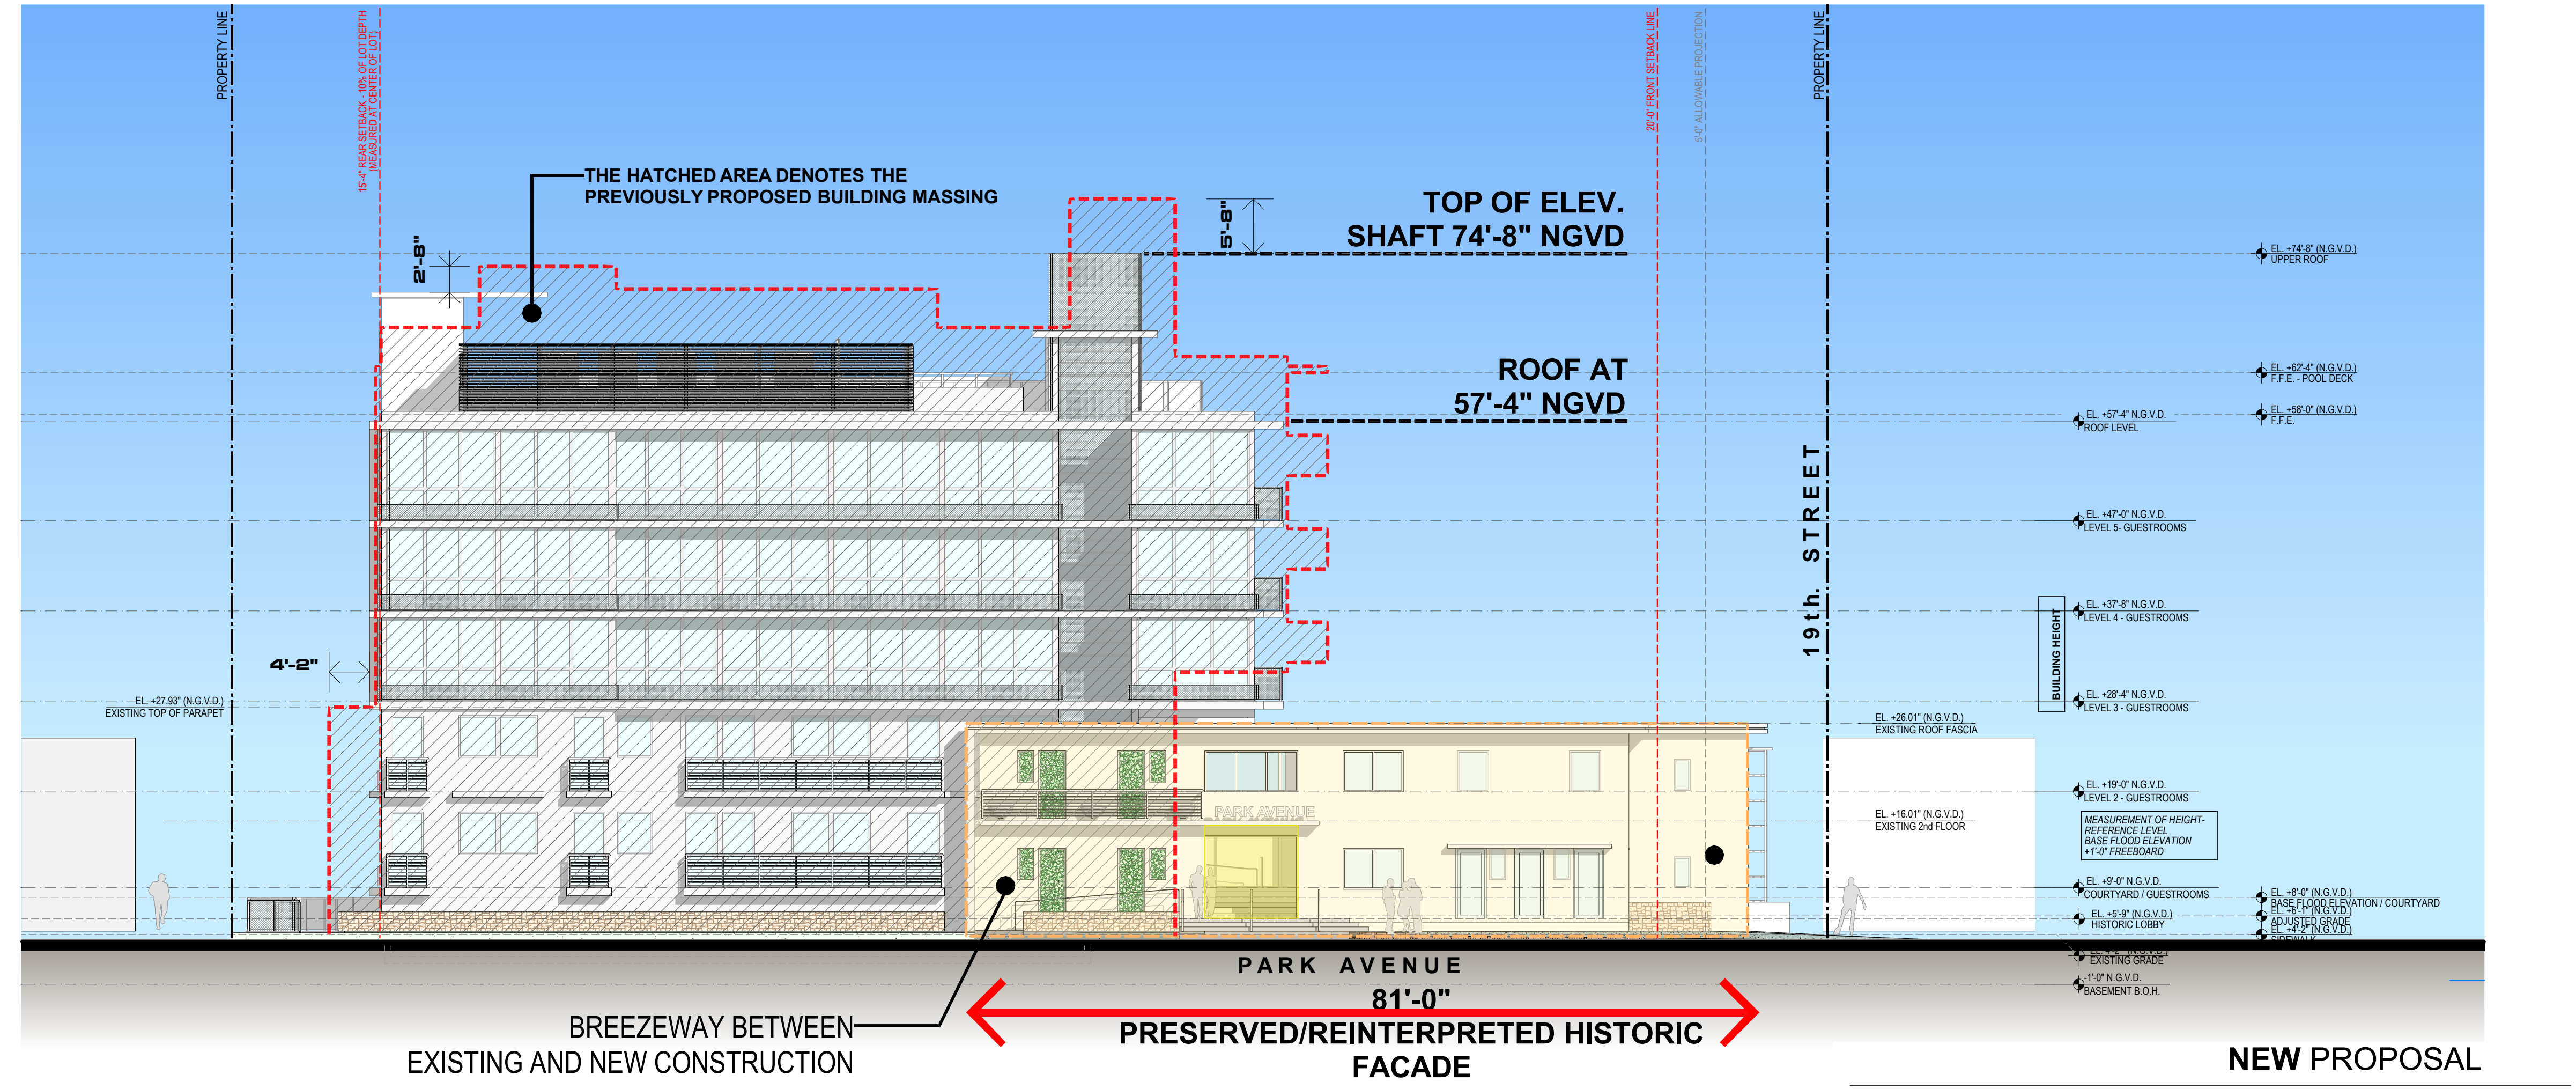 PROPERTY LINE
15'-4" REAR SETBACK - 10% OF LOT DEPTH
(MEASURED AT CENTER OF LOT)
20'-0" FRONT SETBACK LINE
5'-0" ALLOWABLE PROJECTION
PROPERTY LINE
THE HATCHED AREA DENOTES THE
PREVIOUSLY PROPOSED BUILDING MASSING
2'-8"
5'-8"
TOP OF ELEV.
SHAFT 74'-8" NGVD
EL. +74'-8" (N.G.V.D.)
UPPER ROOF
ROOF AT
57'-4" NGVD
EL. +62'-4" (N.G.V.D.)
F.F.E. - POOL DECK
EL. +58'-0" (N.G.V.D.)
F.F.E.
EL. +57'-4" N.G.V.D.
ROOF LEVEL
19th. STREET
EL. +47'-0" N.G.V.D.
LEVEL 5- GUESTROOMS
EL. +37'-8" N.G.V.D.
LEVEL 4 - GUESTROOMS
BUILDING HEIGHT
4'-2"
EL. +28'-4" N.G.V.D.
LEVEL 3 - GUESTROOMS
EL. +27.93" (N.G.V.D.)
EXISTING TOP OF PARAPET
EL. +26.01" (N.G.V.D.)
EXISTING ROOF FASCIA
EL. +19'-0" N.G.V.D.
LEVEL 2 - GUESTROOMS
PARK AVENUE
EL. +16.01" (N.G.V.D.)
EXISTING 2nd FLOOR
MEASUREMENT OF HEIGHT-
REFERENCE LEVEL
BASE FLOOD ELEVATION
+1'-0" FREEBOARD
EL. +9'-0" N.G.V.D.
COURTYARD / GUESTROOMS
EL. +8'-0" (N.G.V.D.)
BASE FLOOD ELEVATION / COURTYARD
EL. +6'-1" (N.G.V.D.)
ADJUSTED GRADE
EL. +5'-9" (N.G.V.D.)
HISTORIC LOBBY
EL. +4'-2" (N.G.V.D.)
SIDEWALK
EXISTING GRADE
-1'-0" N.G.V.D.
BASEMENT B.O.H.
PARK AVENUE
81'-0"
PRESERVED/REINTERPRETED HISTORIC
FACADE
BREEZEWAY BETWEEN
EXISTING AND NEW CONSTRUCTION
NEW PROPOSAL